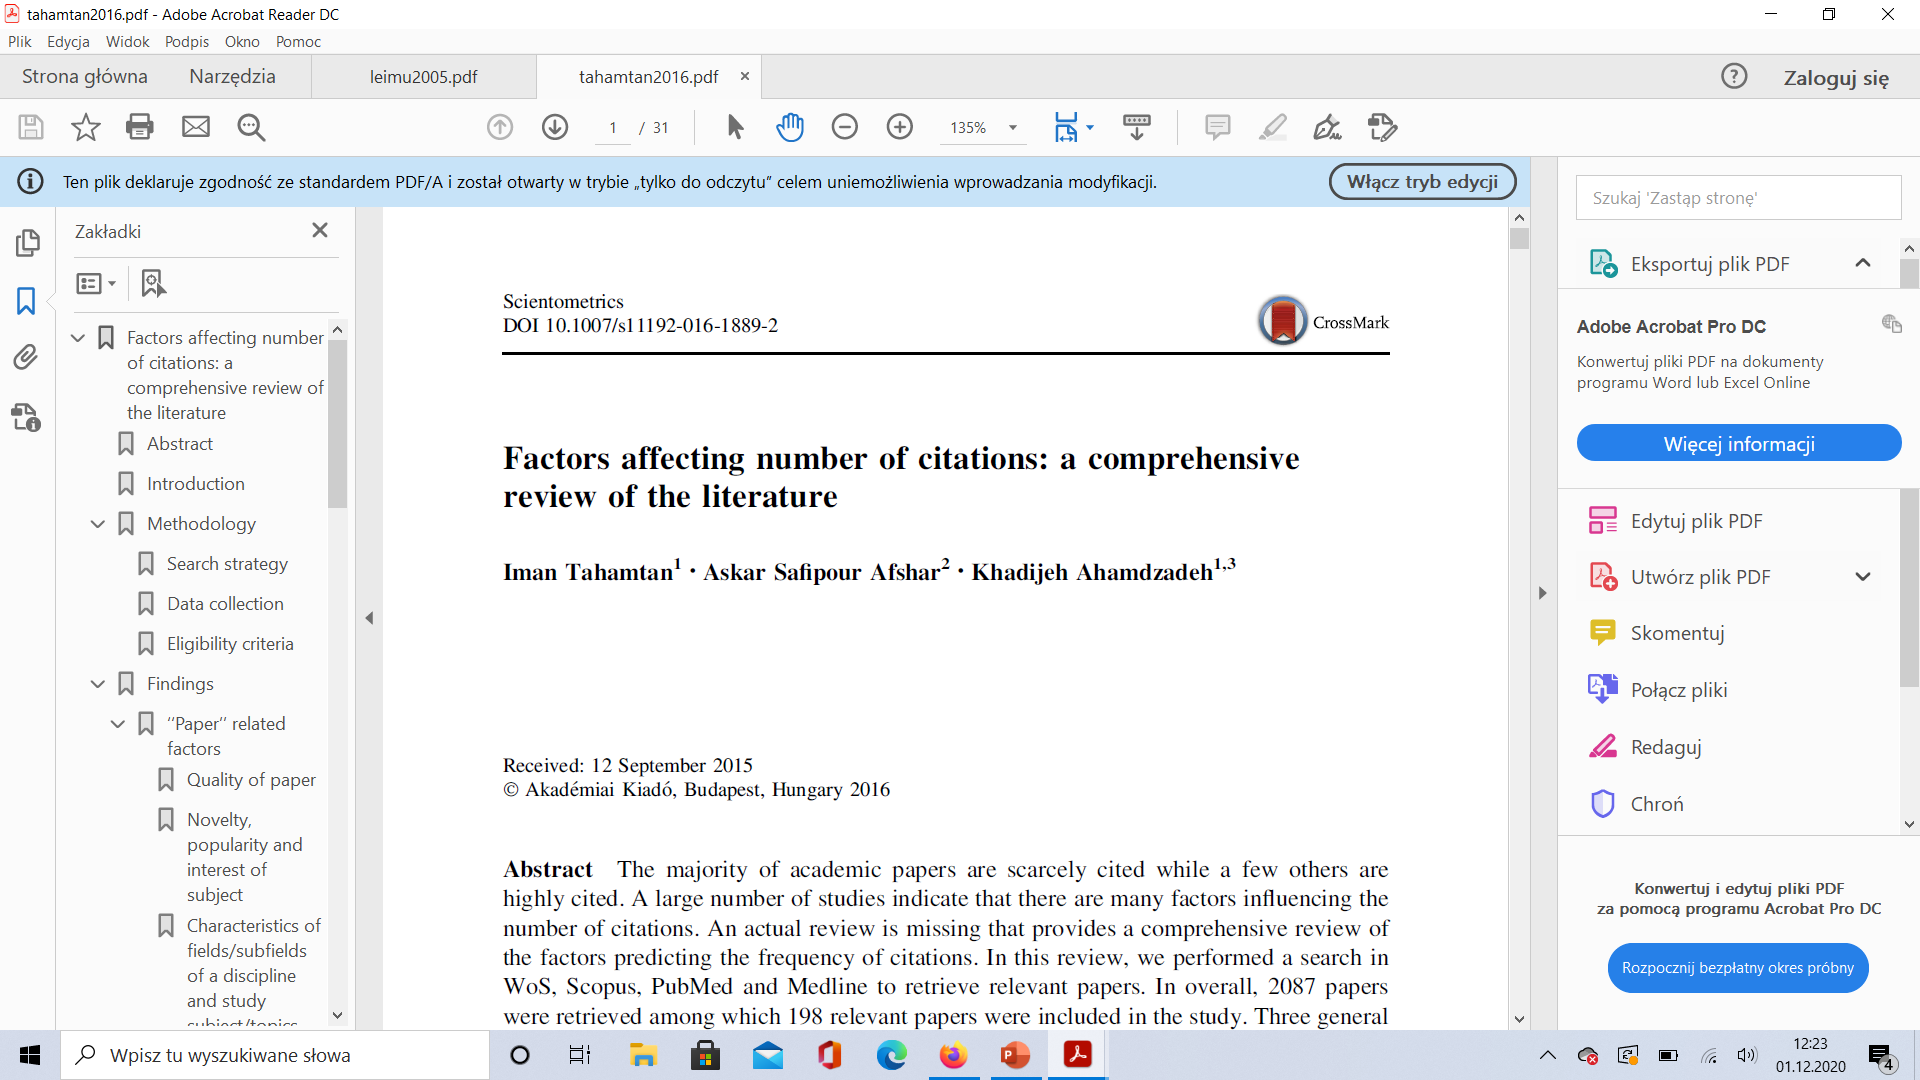 tahamtan2016.pdf - Adobe Acrobat Reader DC
Plik Edycja Widok Podpis Okno Pomoc
Strona główna Narzędzia leimu2005.pdf tahamtan2016.pdf Zaloguj się
1 / 31 135%
Ten plik deklaruje zgodność ze standardem PDF/A i został otwarty w trybie „tylko do odczytu” celem uniemożliwienia wprowadzania modyfikacji. Włącz tryb edycji
Zakładki
Factors affecting number
of citations: a
comprehensive review of
the literature
Abstract
Introduction
Methodology
Search strategy
Data collection
Eligibility criteria
Findings
‘‘Paper’’ related
factors
Quality of paper
Novelty,
popularity and
interest of
subject
Characteristics of
fields/subfields
of a discipline
and study
subject/topics
Scientometrics
DOI 10.1007/s11192-016-1889-2
CrossMark
Factors affecting number of citations: a comprehensive
review of the literature
Iman Tahamtan1 · Askar Safipour Afshar2 · Khadijeh Ahamdzadeh1,3
Received: 12 September 2015
© Akadémiai Kiadó, Budapest, Hungary 2016
Abstract The majority of academic papers are scarcely cited while a few others are
highly cited. A large number of studies indicate that there are many factors influencing the
number of citations. An actual review is missing that provides a comprehensive review of
the factors predicting the frequency of citations. In this review, we performed a search in
WoS, Scopus, PubMed and Medline to retrieve relevant papers. In overall, 2087 papers
were retrieved among which 198 relevant papers were included in the study. Three general
Szukaj 'Zastąp stronę'
Eksportuj plik PDF
Adobe Acrobat Pro DC
Konwertuj pliki PDF na dokumenty
programu Word lub Excel Online
Więcej informacji
Edytuj plik PDF
Utwórz plik PDF
Skomentuj
Połącz pliki
Redaguj
Chroń
Konwertuj i edytuj pliki PDF
za pomocą programu Acrobat Pro DC
Rozpocznij bezpłatny okres próbny
Wpisz tu wyszukiwane słowa
12:23
01.12.2020
4